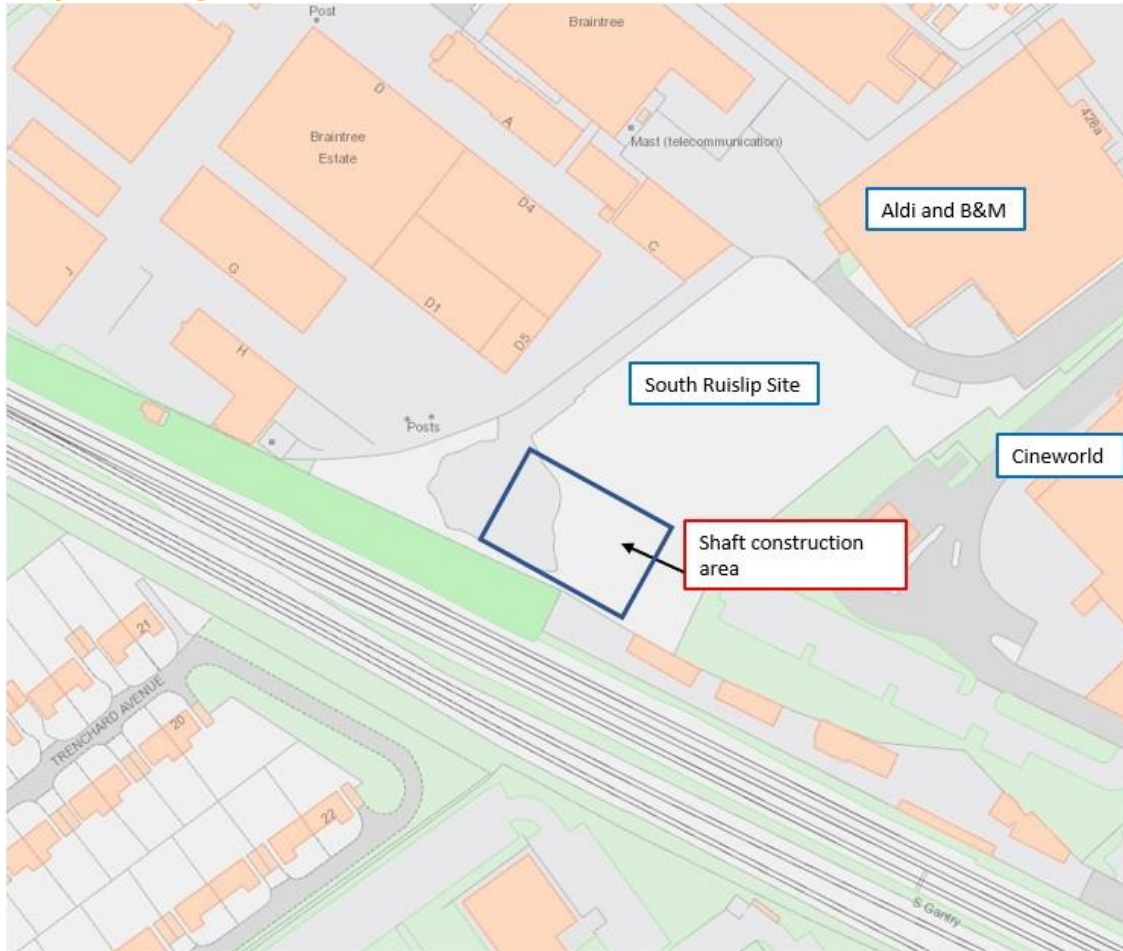 Post
Braintree
D
A
Braintree
Estate
Mast (telecommunication)
428a
Aldi and B&M
D4
C
G
J
D1
D5
H
South Ruislip Site
Posts
Cineworld
Shaft construction
area
21
TRENCHARD AVENUE
20
22
S Gantry